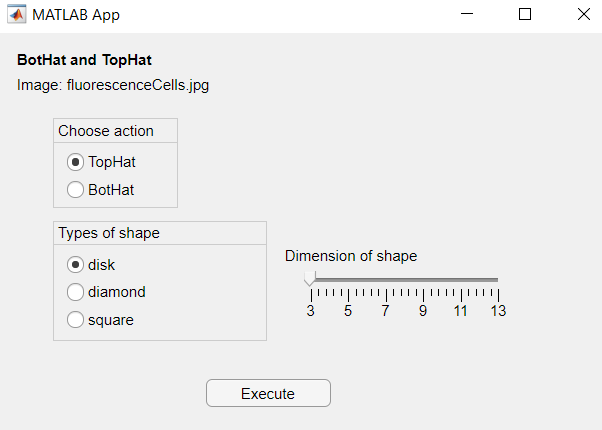 MATLAB App
BotHat and TopHat
Image: fluorescenceCells.jpg
Choose action
TopHat
BotHat
Types of shape
disk
diamond
square
Dimension of shape
3 5 7 9 11 13
Execute